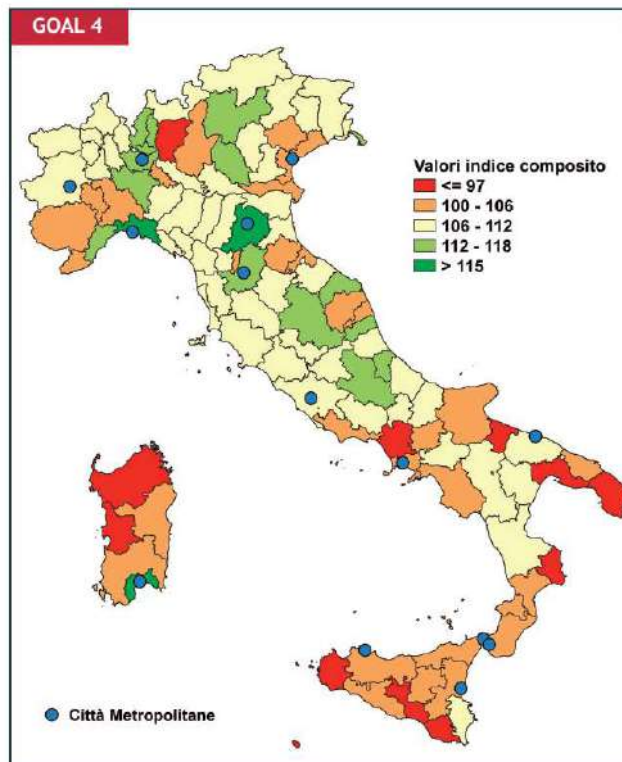 GOAL 4
Valori indice composito
<= 97
100 - 106
106 - 112
112 - 118
> 115
Città Metropolitane